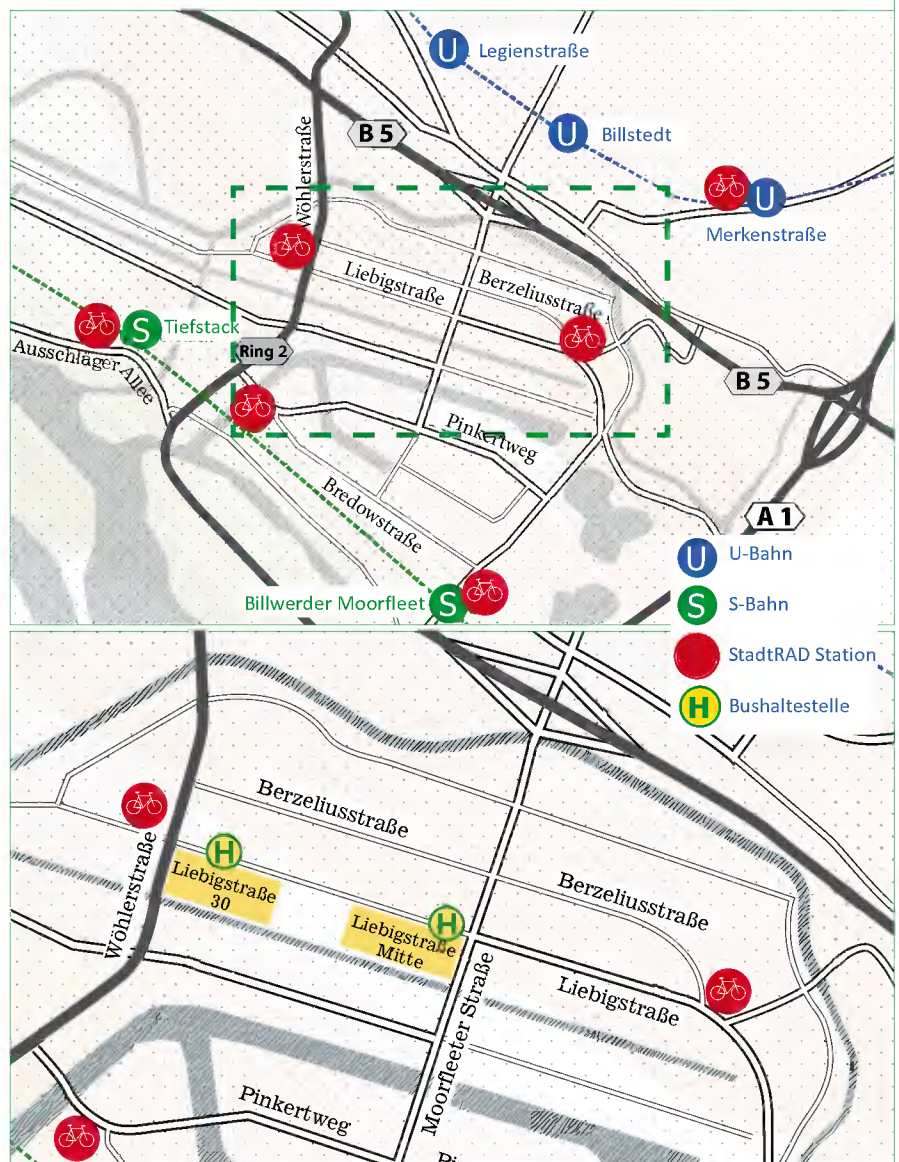 U Legienstraße
B 5
U Billstedt
Wöhlerstraße
U
Merkenstraße
Liebigstraße
Berzeliusstraße
S Tiefstack
Ausschläger Allee
Ring 2
B 5
Pinkertweg
Bredowstraße
A 1
U U-Bahn
Billwerder Moorfleet S
S S-Bahn
StadtRAD Station
H Bushaltestelle
Berzeliusstraße
Wöhlerstraße
H
Liebigstraße
30
H
Liebigstraße
Mitte
Berzeliusstraße
Liebigstraße
Moorfleeter Straße
Pinkertweg